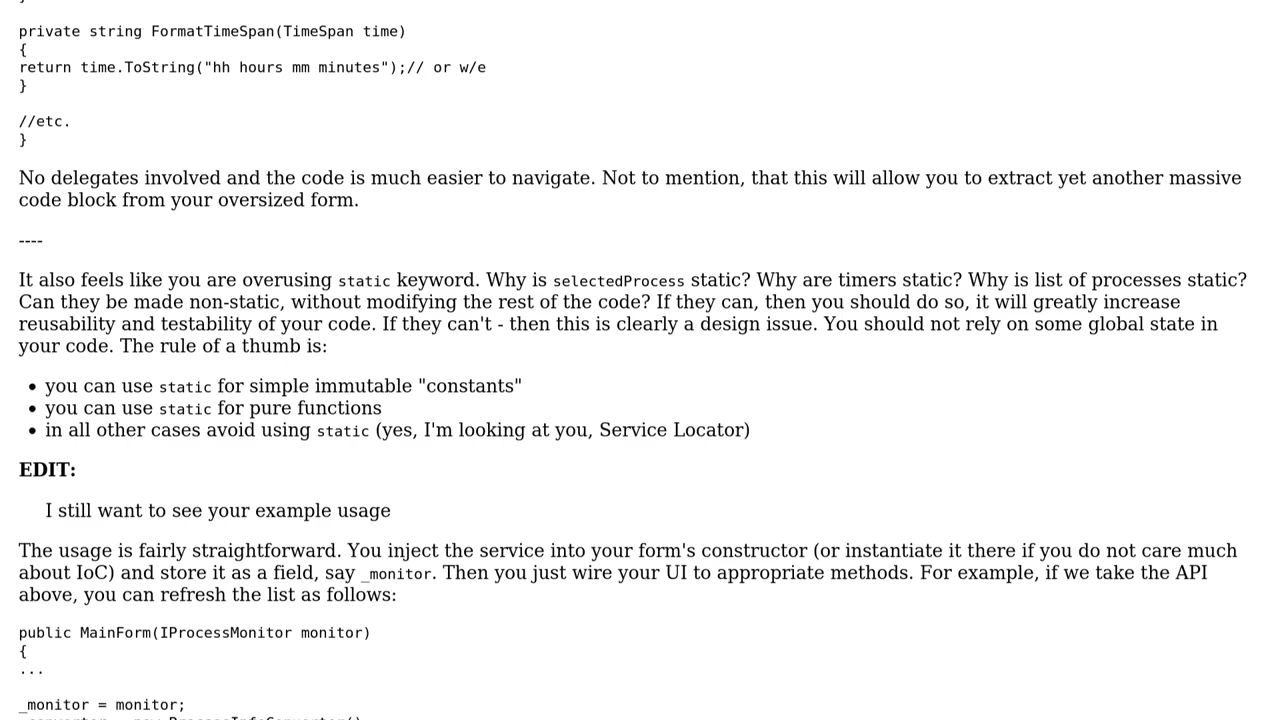 private string FormatTimeSpan(TimeSpan time)
{
return time.ToString("hh hours mm minutes");// or w/e
}
//etc.
}
No delegates involved and the code is much easier to navigate. Not to mention, that this will allow you to extract yet another massive
code block from your oversized form.
----
It also feels like you are overusing static keyword. Why is selectedProcess static? Why are timers static? Why is list of processes static?
Can they be made non-static, without modifying the rest of the code? If they can, then you should do so, it will greatly increase
reusability and testability of your code. If they can't - then this is clearly a design issue. You should not rely on some global state in
your code. The rule of a thumb is:
• you can use static for simple immutable "constants"
• you can use static for pure functions
• in all other cases avoid using static (yes, I'm looking at you, Service Locator)
EDIT:
I still want to see your example usage
The usage is fairly straightforward. You inject the service into your form's constructor (or instantiate it there if you do not care much
about IoC) and store it as a field, say _monitor. Then you just wire your UI to appropriate methods. For example, if we take the API
above, you can refresh the list as follows:
public MainForm(IProcessMonitor monitor)
{
...
_monitor = monitor;